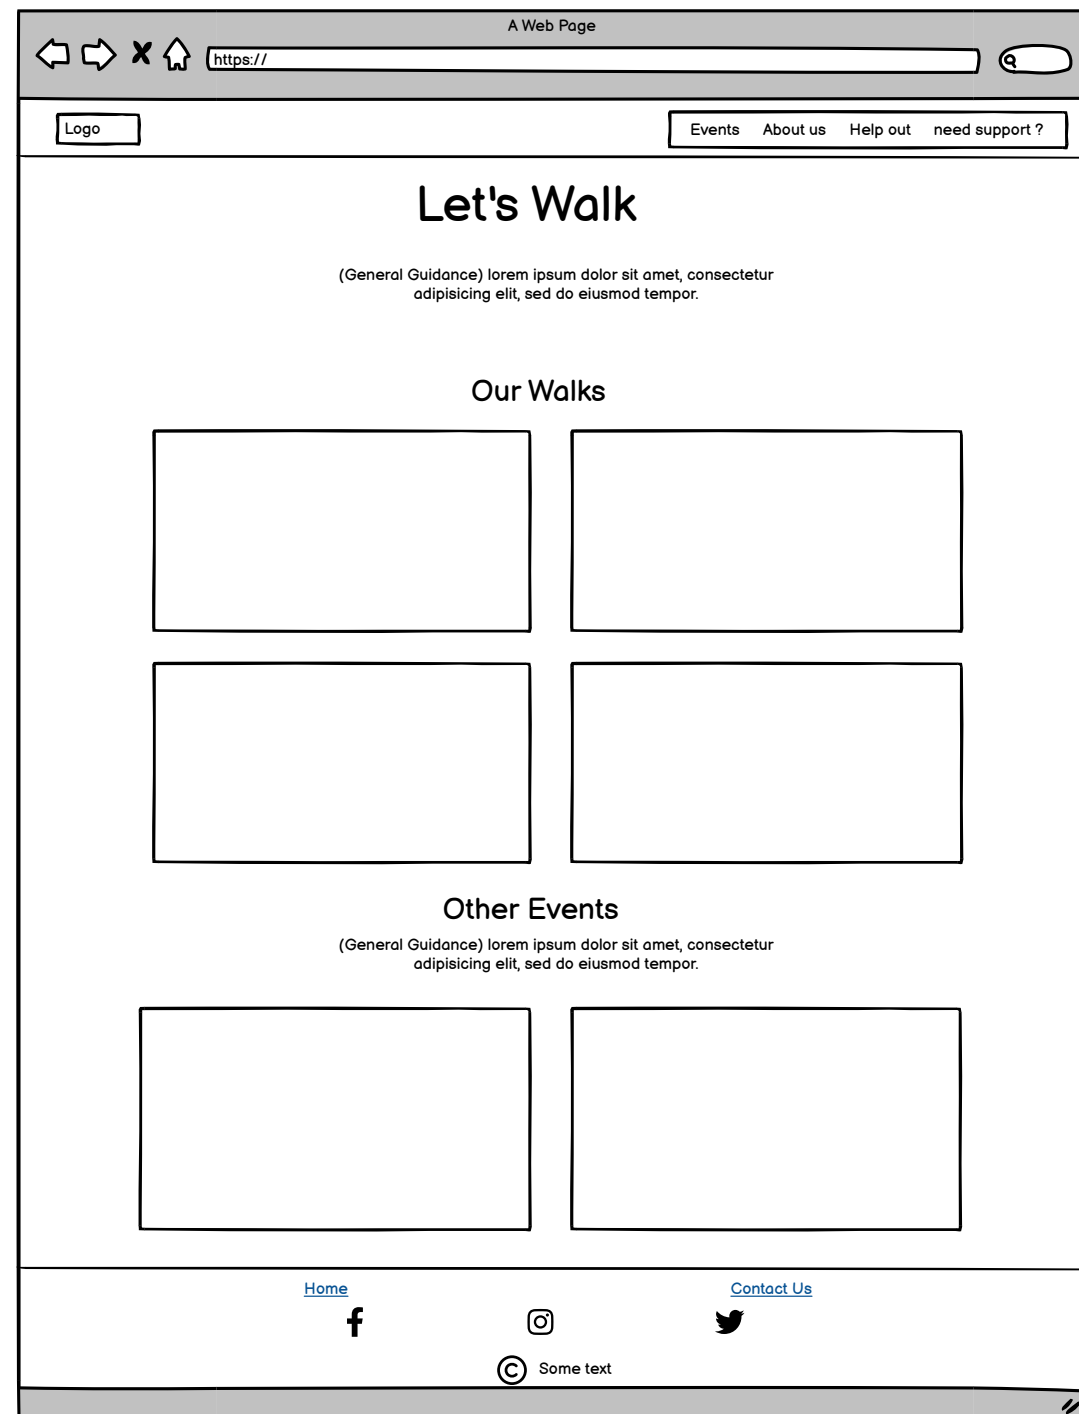 A Web Page
https://
Logo
Events About us Help out need support ?
Let's Walk
(General Guidance) lorem ipsum dolor sit amet, consectetur
adipisicing elit, sed do eiusmod tempor.
Our Walks
Other Events
(General Guidance) lorem ipsum dolor sit amet, consectetur
adipisicing elit, sed do eiusmod tempor.
Home Contact Us
© Some text